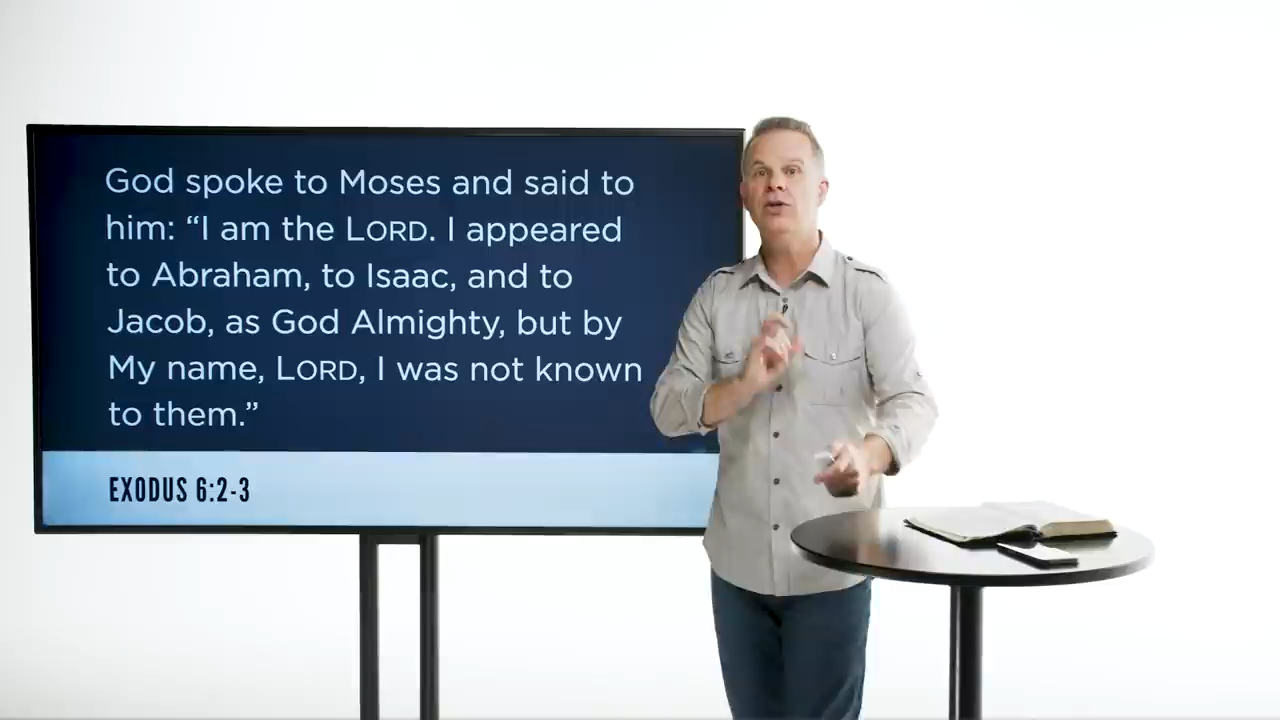 God spoke to Moses and said to
him: “I am the LORD. I appeared
to Abraham, to Isaac, and to
Jacob, as God Almighty, but by
My name, LORD, I was not known
to them.”
EXODUS 6:2-3